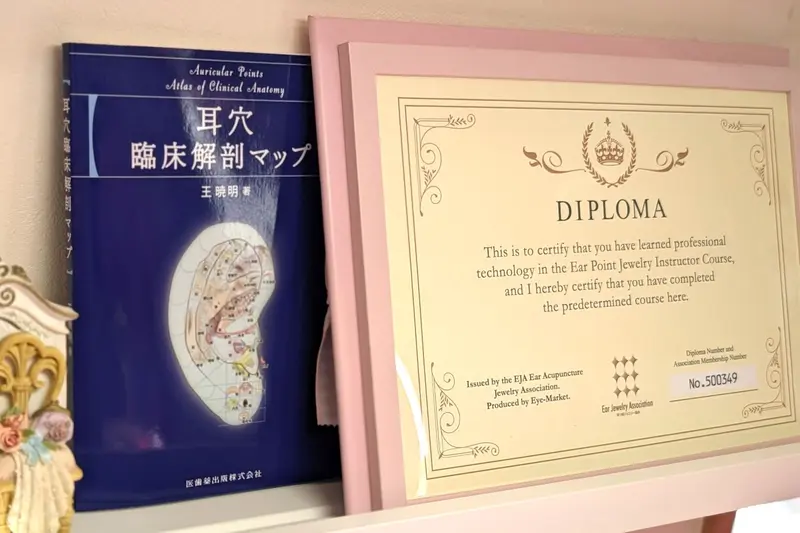 Auricular Points
Atlas of Clinical Anatomy
耳穴
臨床解剖マップ
王暁明 著
医歯薬出版株式会社
耳穴臨床解剖マップ
DIPLOMA
This is to certify that you have learned professional
technology in the Ear Point Jewelry Instructor Course,
and I hereby certify that you have completed
the predetermined course here.
Issued by the EJA Ear Acupuncture
Jewelry Association.
Produced by Eye-Market.
Ear Jewelry Association
Diploma Number and
Association Membership Number
No.500349